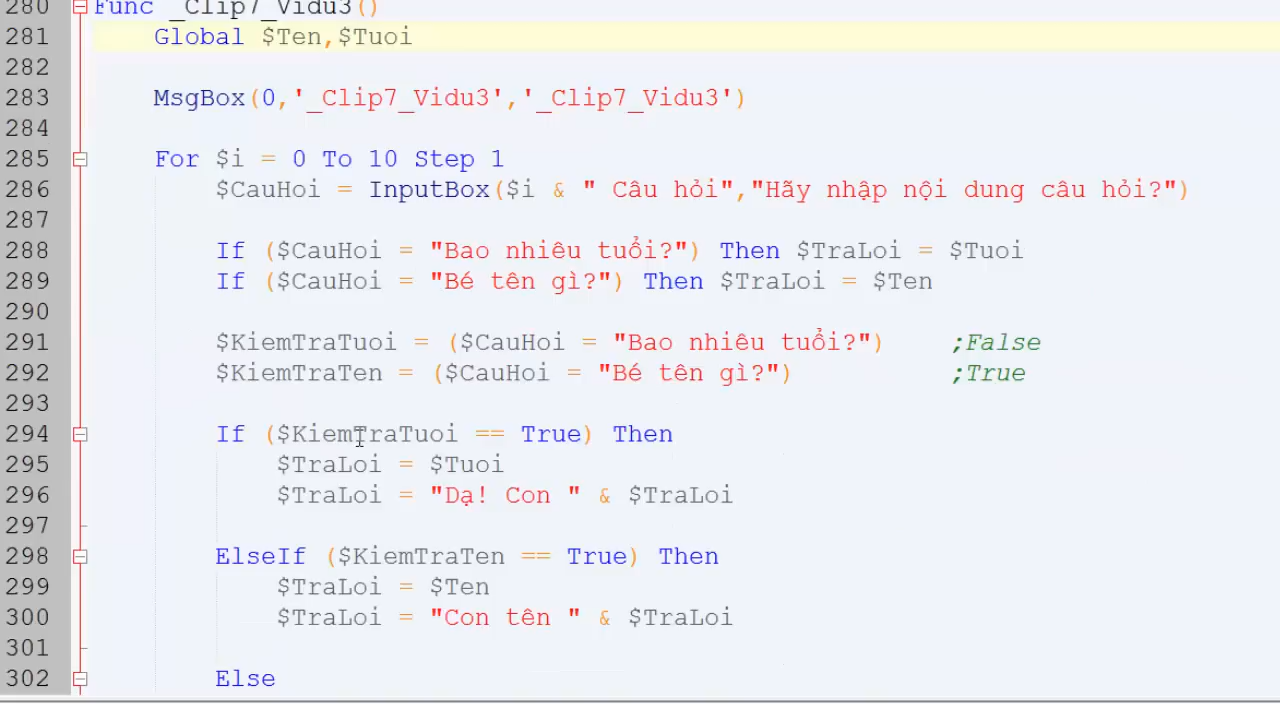 280 Func _Clip7_Vidu3()
281 Global $Ten,$Tuoi
282
283 MsgBox(0,'_Clip7_Vidu3','_Clip7_Vidu3')
284
285 For $i = 0 To 10 Step 1
286 $CauHoi = InputBox($i & " Câu hỏi","Hãy nhập nội dung câu hỏi?")
287
288 If ($CauHoi = "Bao nhiêu tuổi?") Then $TraLoi = $Tuoi
289 If ($CauHoi = "Bé tên gì?") Then $TraLoi = $Ten
290
291 $KiemTraTuoi = ($CauHoi = "Bao nhiêu tuổi?") ;False
292 $KiemTraTen = ($CauHoi = "Bé tên gì?") ;True
293
294 If ($KiemTraTuoi == True) Then
295 $TraLoi = $Tuoi
296 $TraLoi = "Dạ! Con " & $TraLoi
297
298 ElseIf ($KiemTraTen == True) Then
299 $TraLoi = $Ten
300 $TraLoi = "Con tên " & $TraLoi
301
302 Else